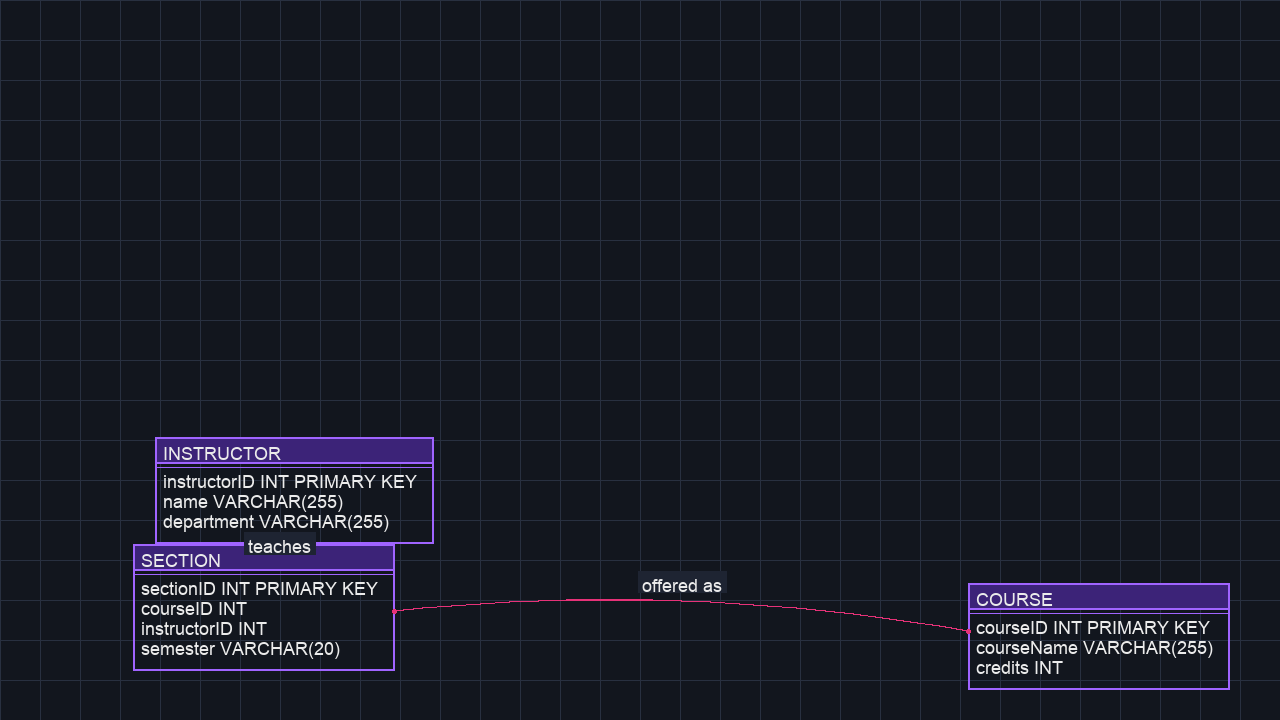 INSTRUCTOR
instructorID INT PRIMARY KEY
name VARCHAR(255)
department VARCHAR(255)
teaches
SECTION
sectionID INT PRIMARY KEY
courseID INT
instructorID INT
semester VARCHAR(20)
offered as
COURSE
courseID INT PRIMARY KEY
courseName VARCHAR(255)
credits INT